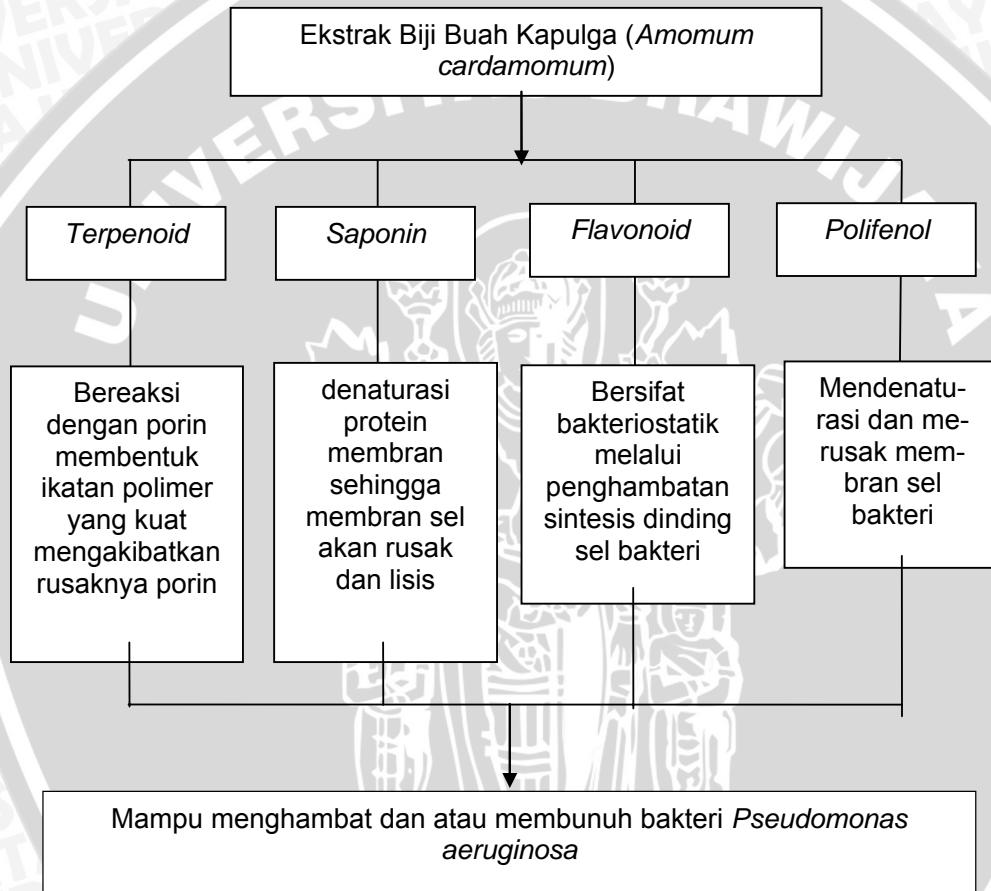 Ekstrak Biji Buah Kapulga (Amomum
cardamomum)
UNIVERSITAS BRAWIJAYA
Terpenoid
Saponin
Flavonoid
Polifenol
Bereaksi
dengan porin
membentuk
ikatan polimer
yang kuat
mengakibatkan
rusaknya porin
denaturasi
protein
membran
sehingga
membran sel
akan rusak
dan lisis
Bersifat
bakteriostatik
melalui
penghambatan
sintesis dinding
sel bakteri
Mendenatu-
rasi dan me-
rusak mem-
bran sel
bakteri
Mampu menghambat dan atau membunuh bakteri Pseudomonas
aeruginosa